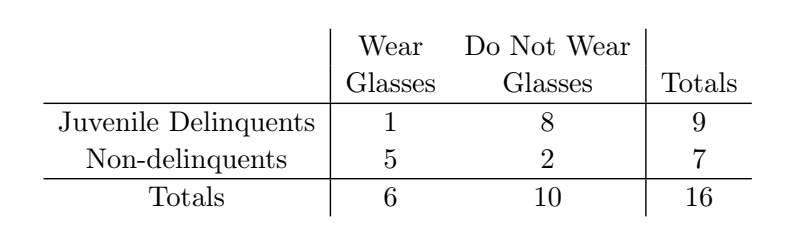 Wear Do Not Wear
Glasses Glasses Totals
Juvenile Delinquents 1 8 9
Non-delinquents 5 2 7
Totals 6 10 16